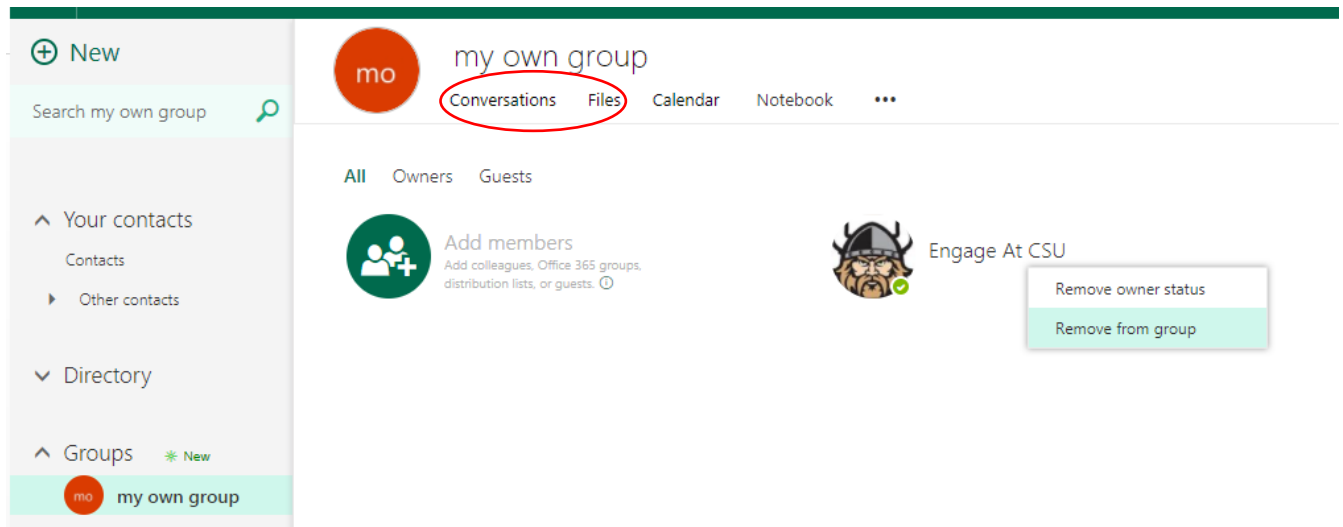 New
Search my own group
Your contacts
Contacts
Other contacts
Directory
Groups New
mo my own group
mo
my own group
Conversations Files Calendar Notebook •••
All Owners Guests
Add members
Add colleagues, Office 365 groups,
distribution lists, or guests.
Engage At CSU
Remove owner status
Remove from group